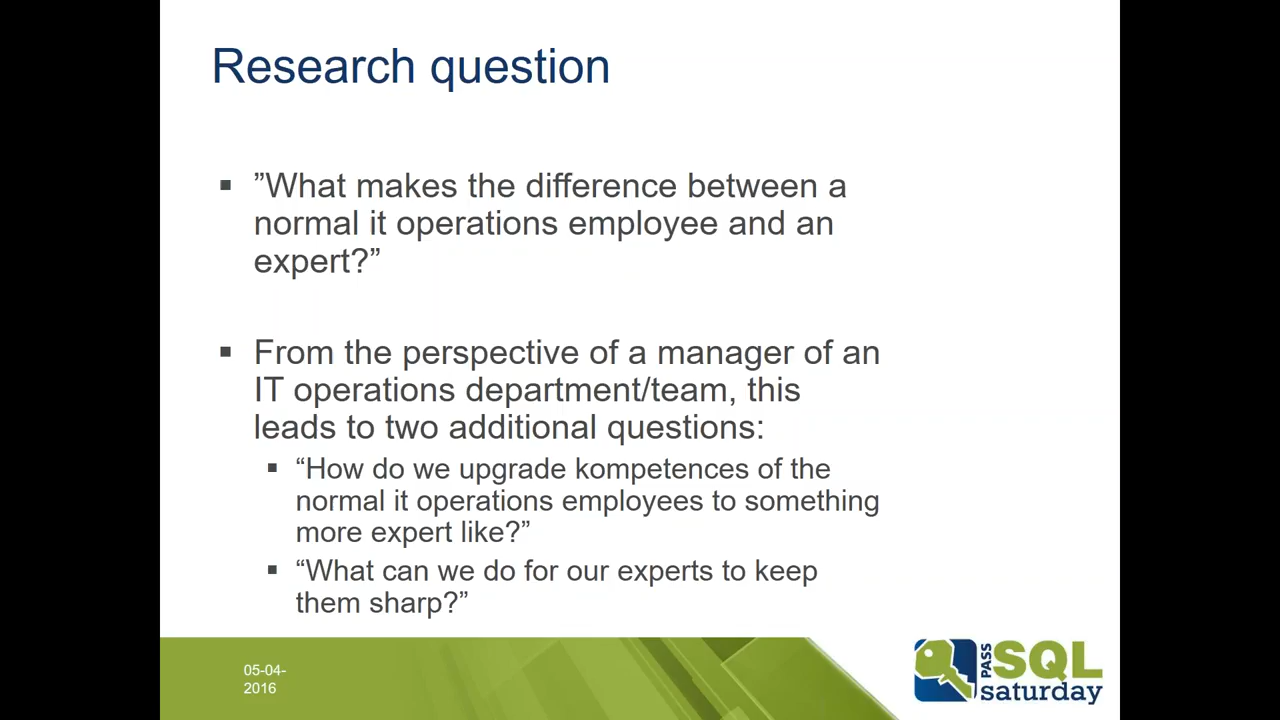 Research question
”What makes the difference between a
normal it operations employee and an
expert?”
From the perspective of a manager of an
IT operations department/team, this
leads to two additional questions:
“How do we upgrade kompetences of the
normal it operations employees to something
more expert like?”
“What can we do for our experts to keep
them sharp?”
05-04-
2016
PASS
SQL
saturday